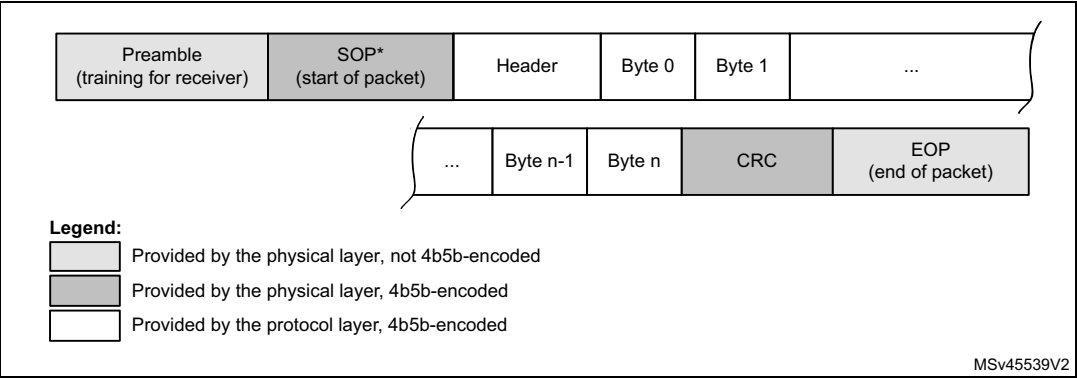 Preamble
(training for receiver)
SOP*
(start of packet)
Header
Byte 0
Byte 1
...
...
Byte n-1
Byte n
CRC
EOP
(end of packet)
Legend:
Provided by the physical layer, not 4b5b-encoded
Provided by the physical layer, 4b5b-encoded
Provided by the protocol layer, 4b5b-encoded
MSv45539V2